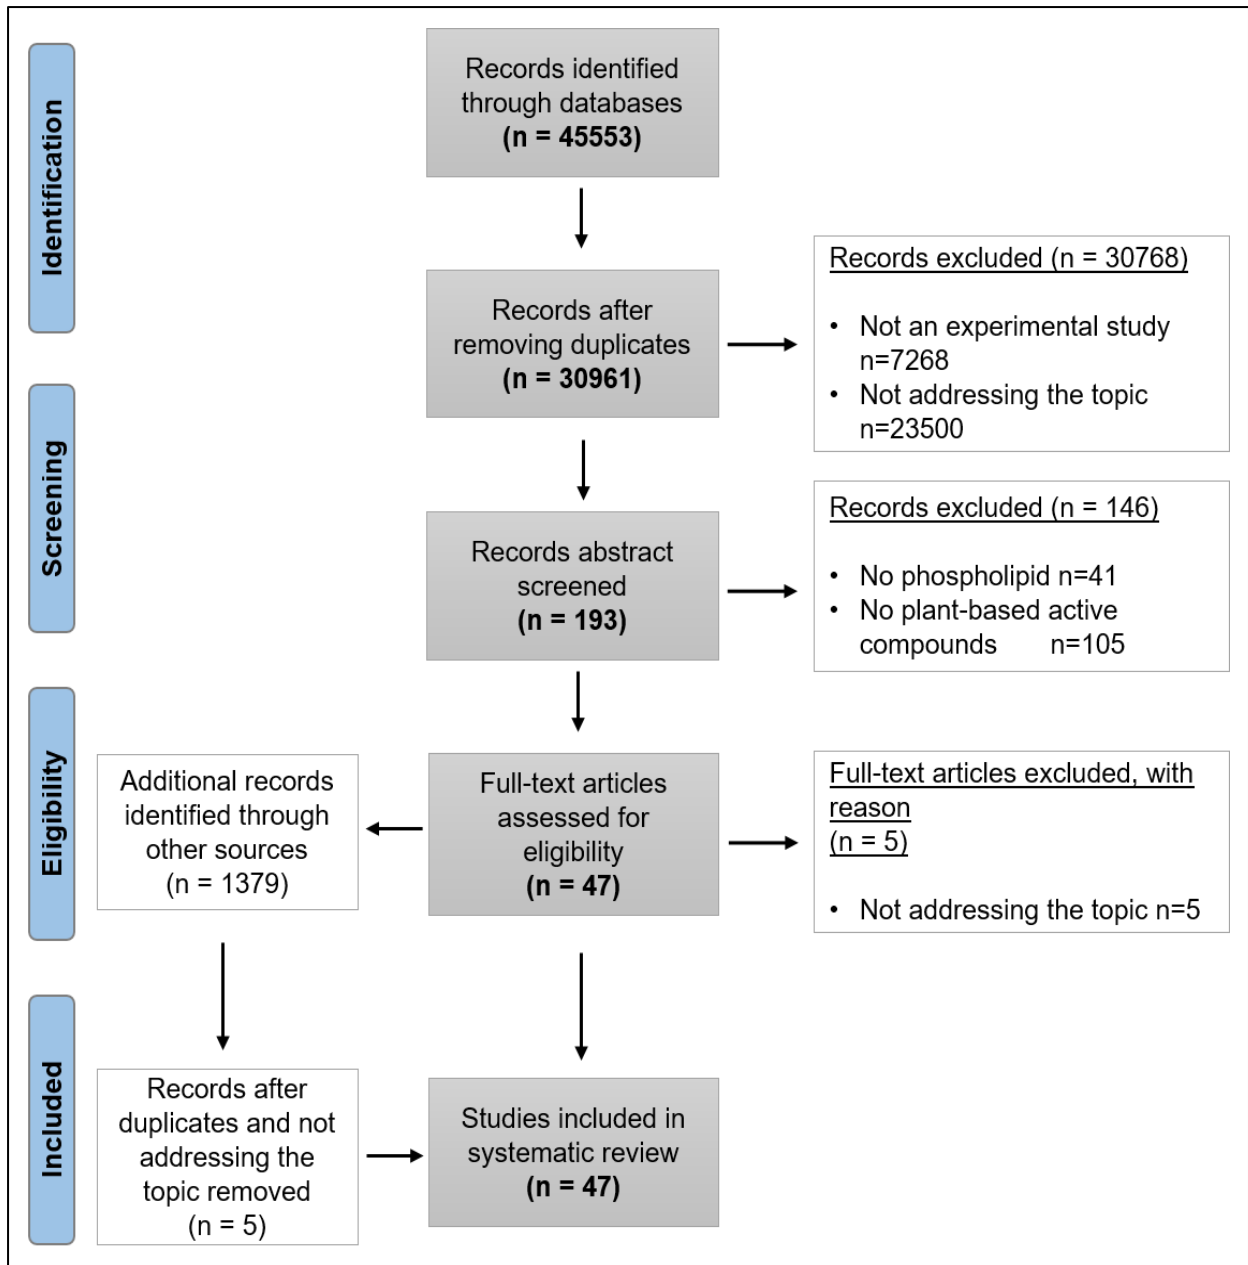 Identification
Records identified
through databases
(n = 45553)
Records after
removing duplicates
(n = 30961)
Records excluded (n = 30768)
• Not an experimental study
n=7268
• Not addressing the topic
n=23500
Screening
Records abstract
screened
(n = 193)
Records excluded (n = 146)
• No phospholipid n=41
• No plant-based active
compounds n=105
Eligibility
Additional records
identified through
other sources
(n = 1379)
Full-text articles
assessed for
eligibility
(n = 47)
Full-text articles excluded, with
reason
(n = 5)
• Not addressing the topic n=5
Included
Records after
duplicates and not
addressing the
topic removed
(n = 5)
Studies included in
systematic review
(n = 47)